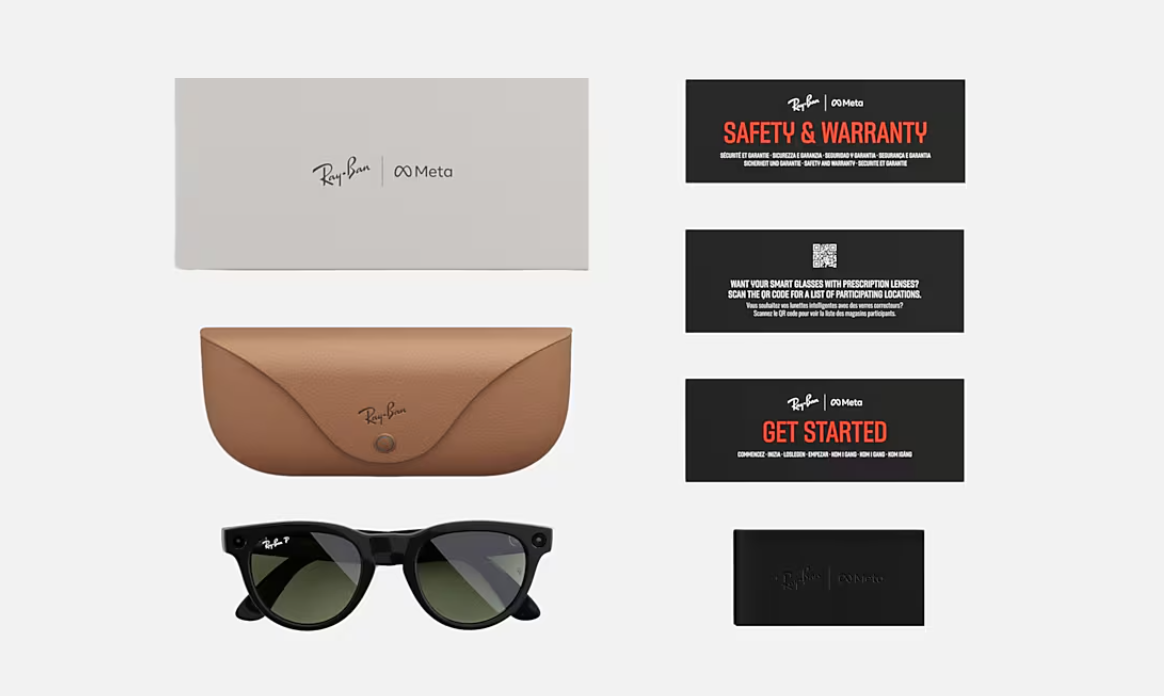 Ray-Ban | Meta
Ray-Ban
Ray-Ban P
Ray-Ban | Meta
SAFETY & WARRANTY
SÉCURITÉ ET GARANTIE · SICUREZZA E GARANZIA · SEGURIDAD Y GARANTIA · SEGURANÇA E GARANTIA
SICHERHEIT UND GARANTIE · SAFETY AND WARRANTY · SECURITE ET GARANTIE
WANT YOUR SMART GLASSES WITH PRESCRIPTION LENSES?
SCAN THE QR CODE FOR A LIST OF PARTICIPATING LOCATIONS.
Vous souhaitez vos lunettes intelligentes avec des verres correcteurs?
Scannez le QR code pour voir la liste des magasins participants.
Ray-Ban | Meta
GET STARTED
COMMENCEZ · INIZIA · LOSLEGEN · EMPEZAR · KOM I GANG · KOM I GANG · KOM IGÅNG
Ray-Ban | Meta